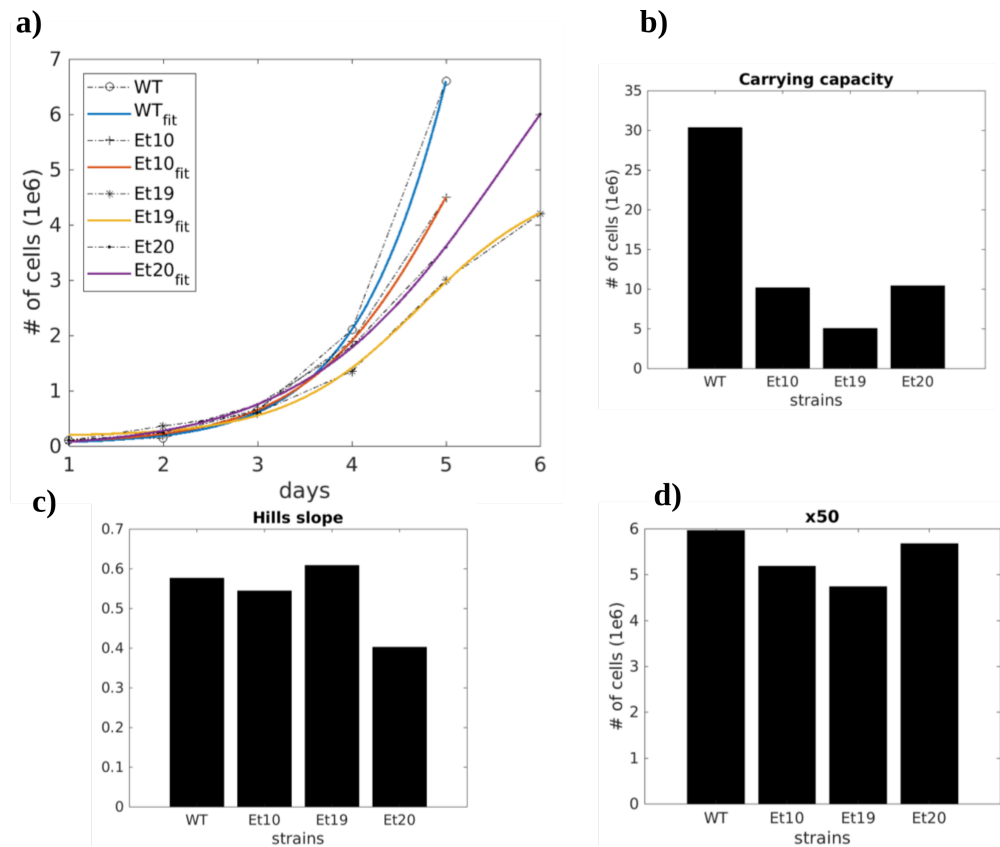 a)
7
6
5
4
3
2
1
0
# of cells (1e6)
WT
WTfit
Et10
Et10fit
Et19
Et19fit
Et20
Et20fit
1 2 3 4 5 6
days
b)
Carrying capacity
35
30
25
20
15
10
5
0
# of cells (1e6)
WT Et10 Et19 Et20
strains
c)
Hills slope
0.7
0.6
0.5
0.4
0.3
0.2
0.1
0
WT Et10 Et19 Et20
strains
d)
x50
6
5
4
3
2
1
0
# of cells (1e6)
WT Et10 Et19 Et20
strains